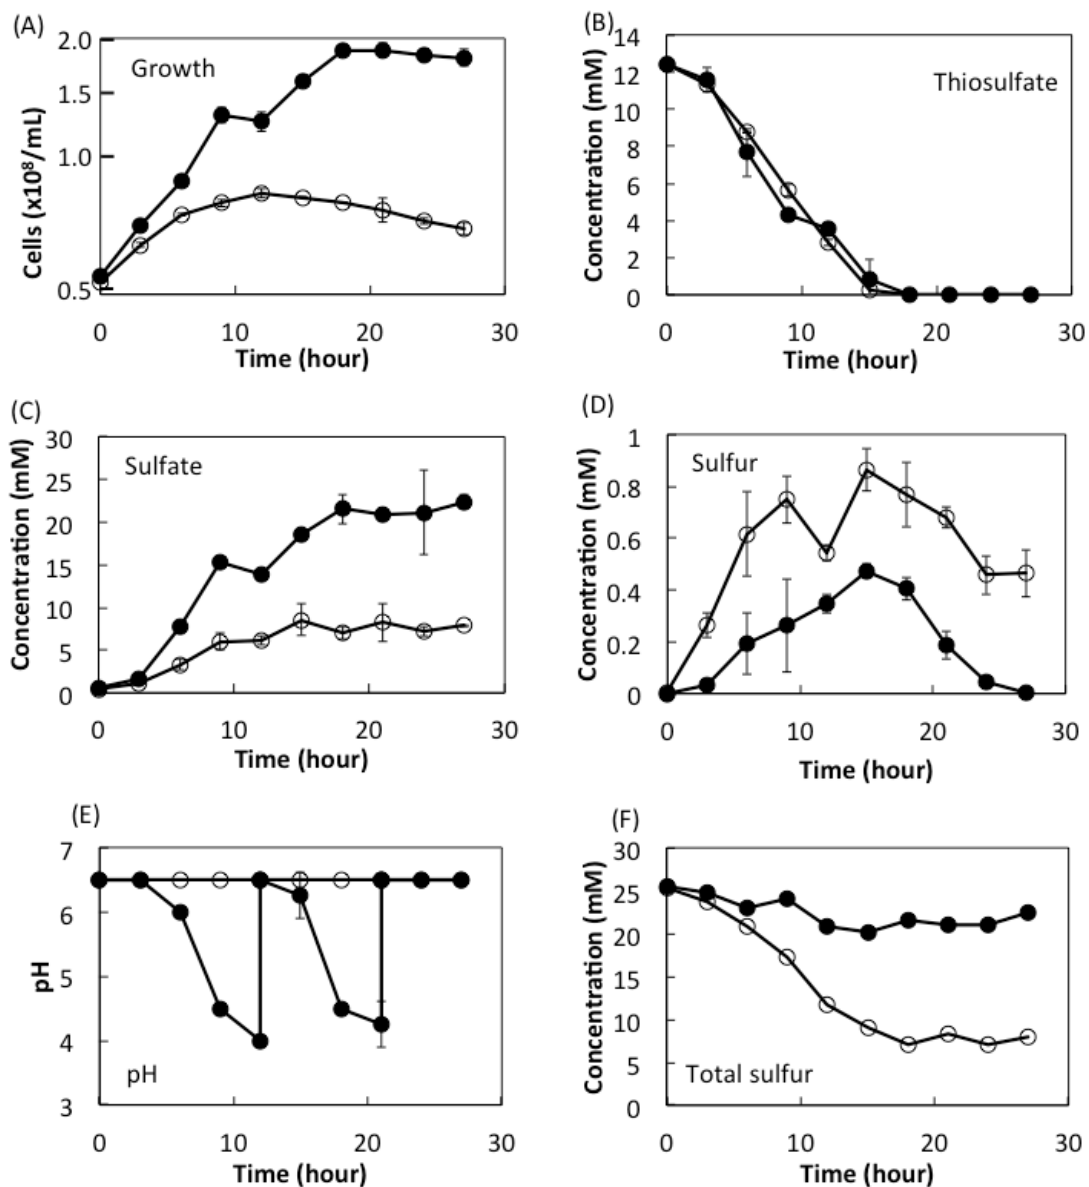 (A)
2.0
1.5
1.0
0.5
Growth
Cells (x10⁸/mL)
0 10 20 30
Time (hour)
(B)
14
12
10
8
6
4
2
0
Thiosulfate
Concentration (mM)
0 10 20 30
Time (hour)
(C)
30
25
20
15
10
5
0
Sulfate
Concentration (mM)
0 10 20 30
Time (hour)
(D)
1
0.8
0.6
0.4
0.2
0
Sulfur
Concentration (mM)
0 10 20 30
Time (hour)
(E)
7
6
5
4
3
pH
pH
0 10 20 30
Time (hour)
(F)
30
25
20
15
10
5
0
Total sulfur
Concentration (mM)
0 10 20 30
Time (hour)